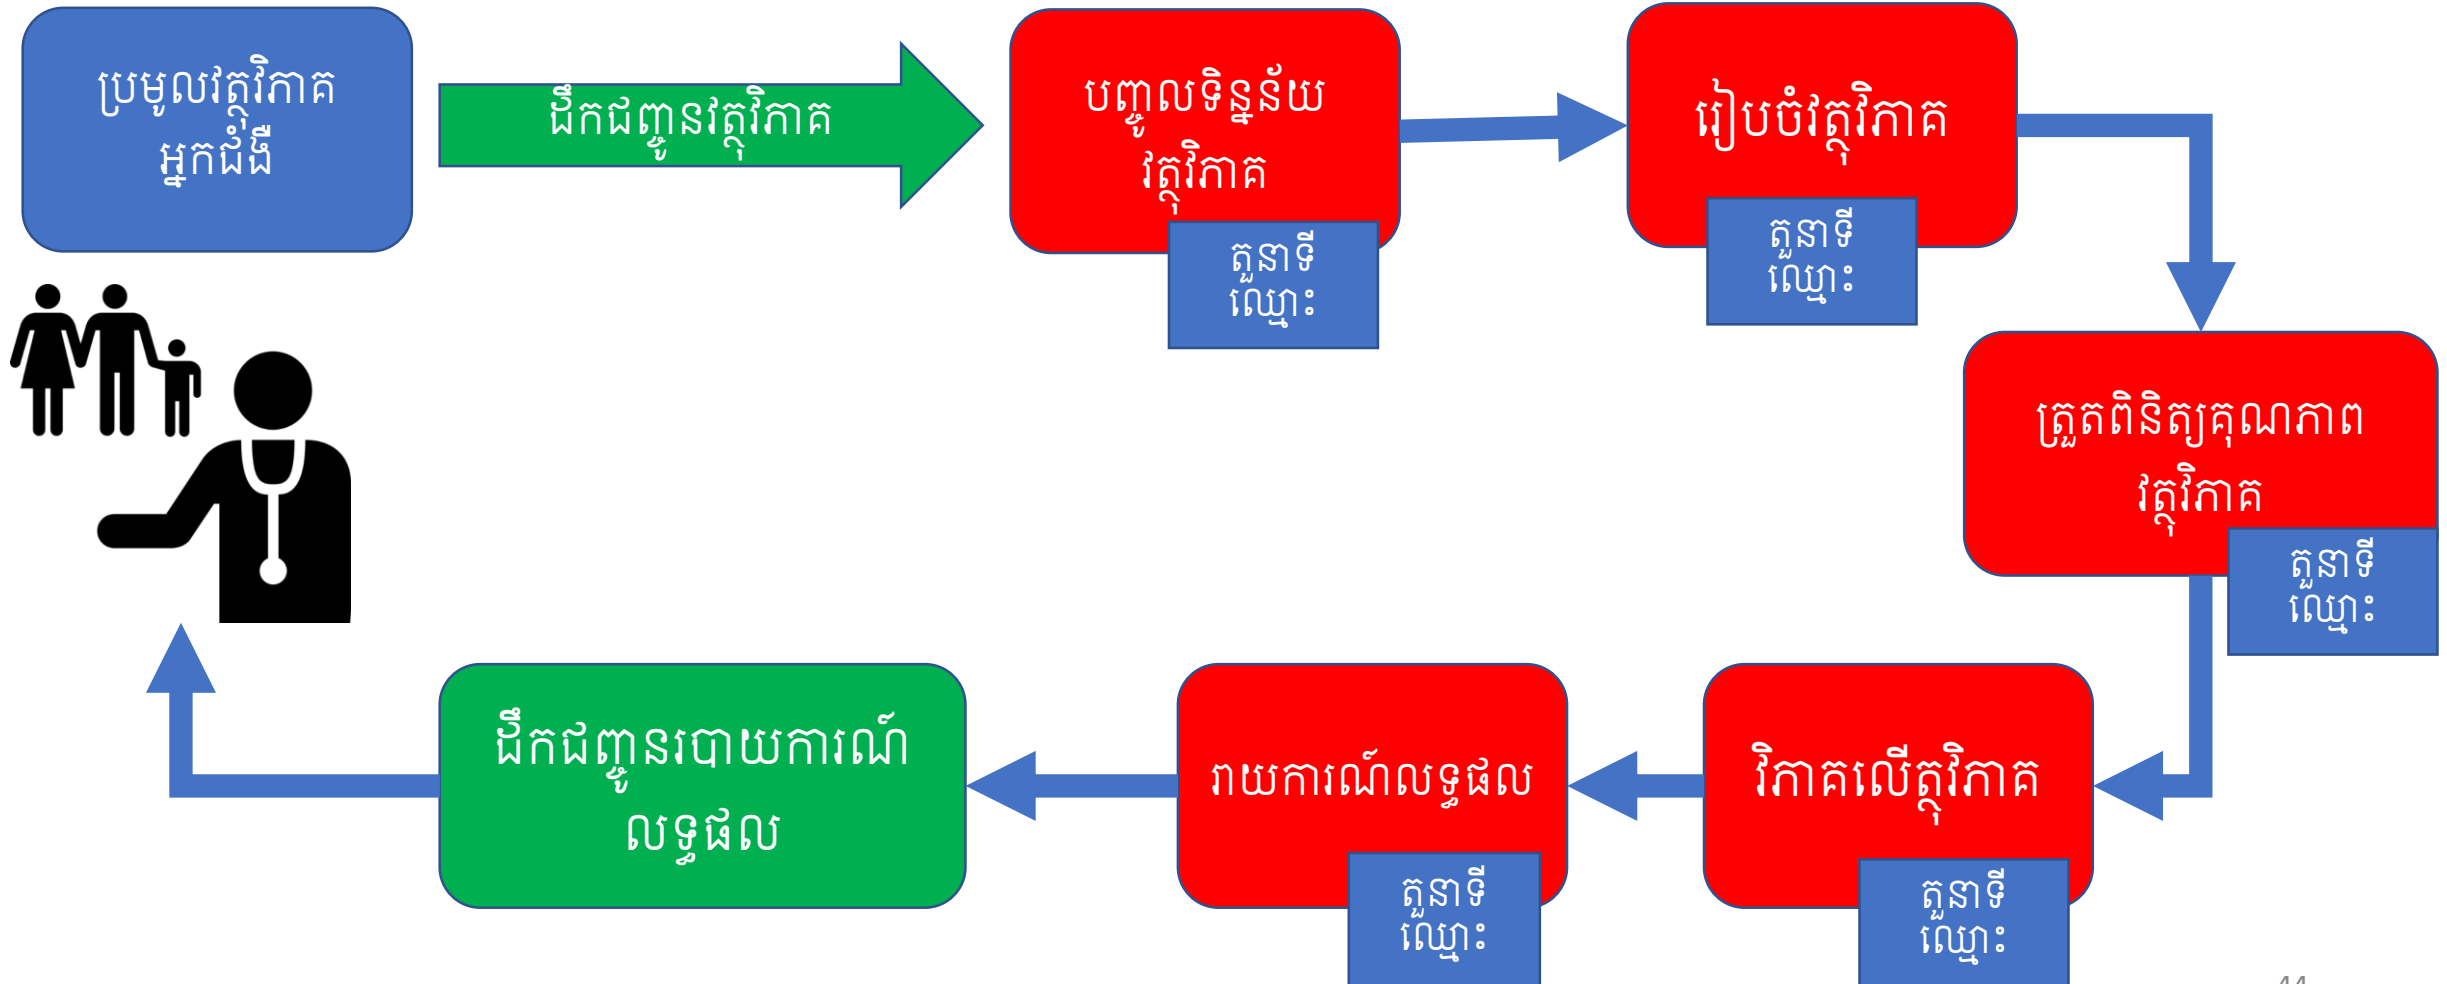 ប្រមូលវត្ថុវិភាគ
អ្នកជំងឺ
ដឹកជញ្ជូនវត្ថុវិភាគ
បញ្ចូលទិន្នន័យ
វត្ថុវិភាគ
តួនាទី
ឈ្មោះ
រៀបចំវត្ថុវិភាគ
តួនាទី
ឈ្មោះ
ត្រួតពិនិត្យគុណភាព
វត្ថុវិភាគ
តួនាទី
ឈ្មោះ
វិភាគលើត្ថុវិភាគ
តួនាទី
ឈ្មោះ
រាយការណ៍លទ្ធផល
តួនាទី
ឈ្មោះ
ដឹកជញ្ជូនរបាយការណ៍
លទ្ធផល